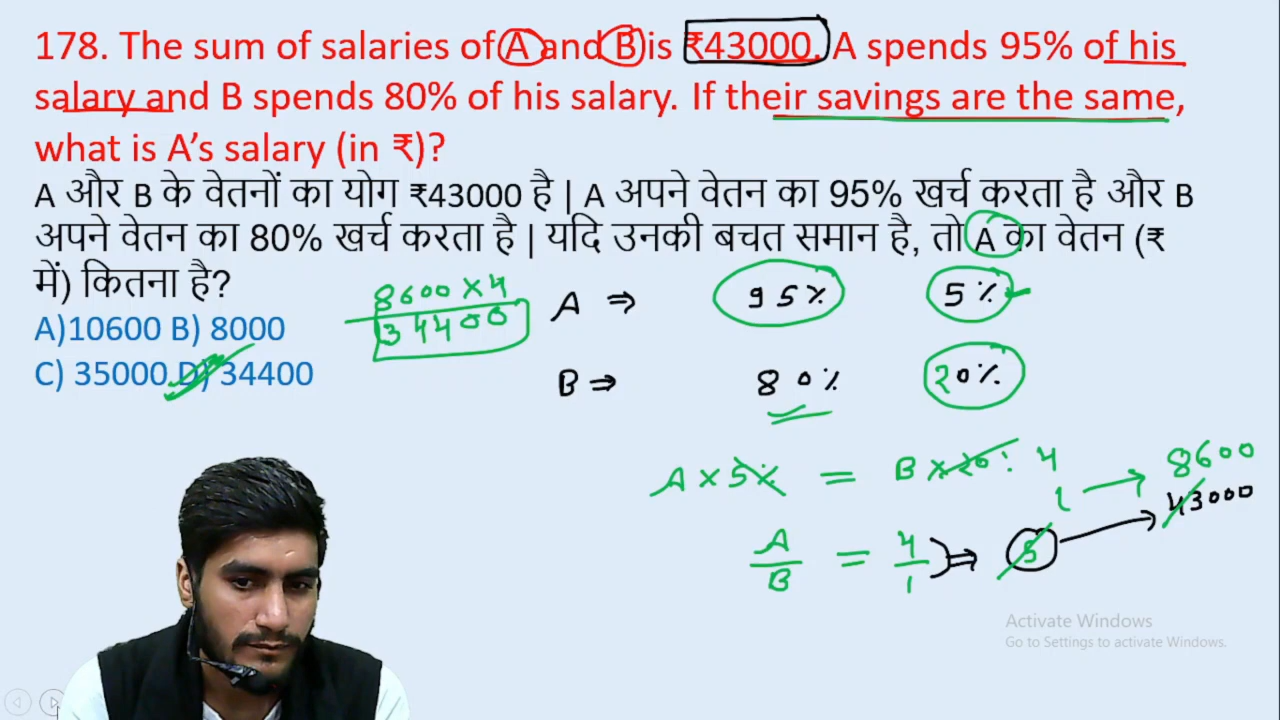 178. The sum of salaries of A and B is ₹43000. A spends 95% of his
salary and B spends 80% of his salary. If their savings are the same,
what is A’s salary (in ₹)?
A और B के वेतनों का योग ₹43000 है | A अपने वेतन का 95% खर्च करता है और B
अपने वेतन का 80% खर्च करता है | यदि उनकी बचत समान है, तो A का वेतन (₹
में) कितना है?
8600 × 4
34400
A)10600 B) 8000
C) 35000 D) 34400
A ⇒ 95% 5%
B ⇒ 80% 20%
A × 5% = B × 20% 4
1 → 8600
A/B = 4/1 ⇒ 5 → 43000
Activate Windows
Go to Settings to activate Windows.